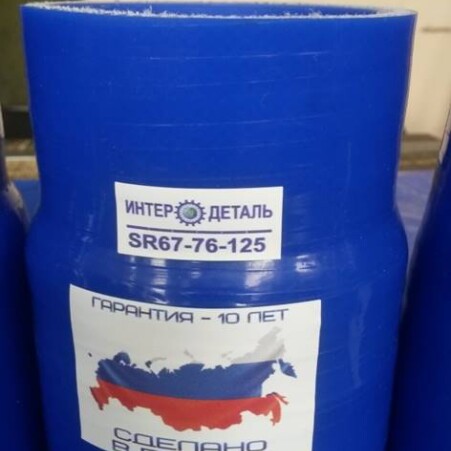 ИНТЕР ДЕТАЛЬ
SR67-76-125
ГАРАНТИЯ - 10 ЛЕТ
СДЕЛАНО
В